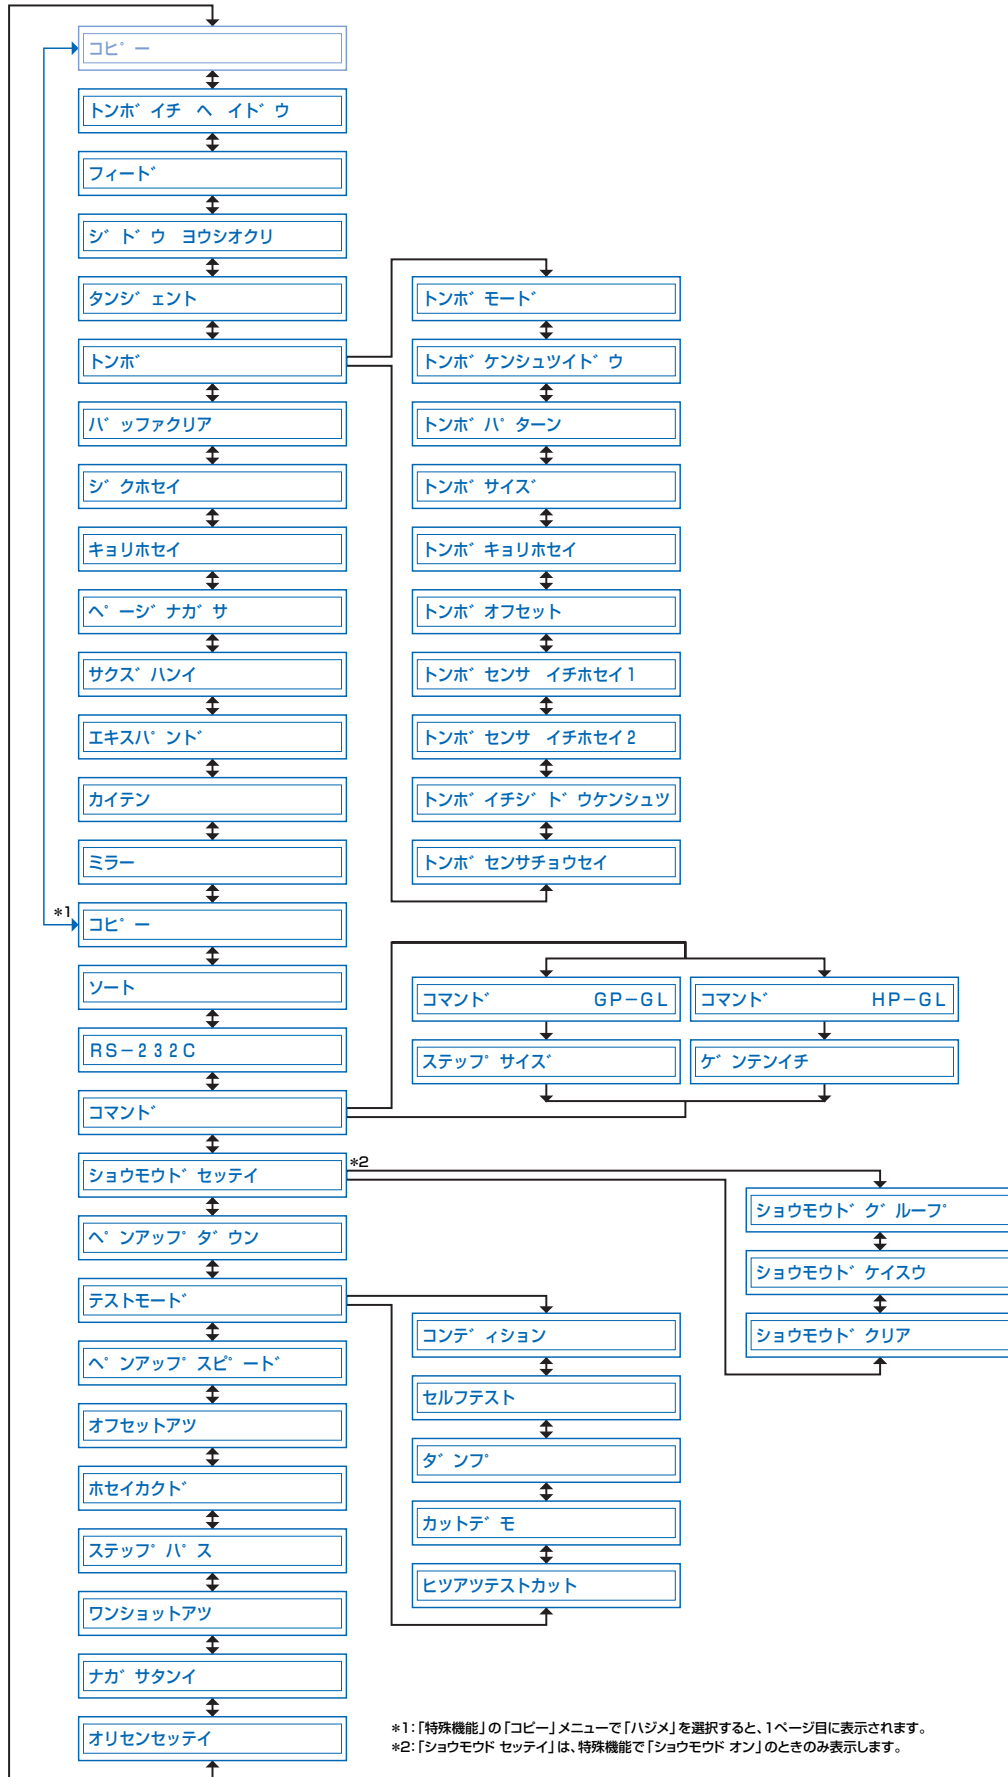 コピー
トンボイチ ヘ イドウ
フィード
ジドウ ヨウシオクリ
タンジェント
トンボ
バッファクリア
ジクホセイ
キョリホセイ
ページナガサ
サクズハンイ
エキスパンド
カイテン
ミラー
*1
コピー
ソート
RS−232C
コマンド
ショウモウドセッテイ
*2
ペンアップダウン
テストモード
ペンアップスピード
オフセットアツ
ホセイカクド
ステップパス
ワンショットアツ
ナガサタンイ
オリセンセッテイ
トンボモード
トンボケンシュツイドウ
トンボパターン
トンボサイズ
トンボキョリホセイ
トンボオフセット
トンボセンサ イチホセイ1
トンボセンサ イチホセイ2
トンボイチジドウケンシュツ
トンボセンサチョウセイ
コマンド GP−GL
コマンド HP−GL
ステップサイズ
ゲンテンイチ
ショウモウドグループ
ショウモウドケイスウ
ショウモウドクリア
コンディション
セルフテスト
ダンプ
カットデモ
ヒツアツテストカット
*1:「特殊機能」の「コピー」メニューで「ハジメ」を選択すると、1ページ目に表示されます。
*2:「ショウモウド セッテイ」は、特殊機能で「ショウモウド オン」のときのみ表示します。